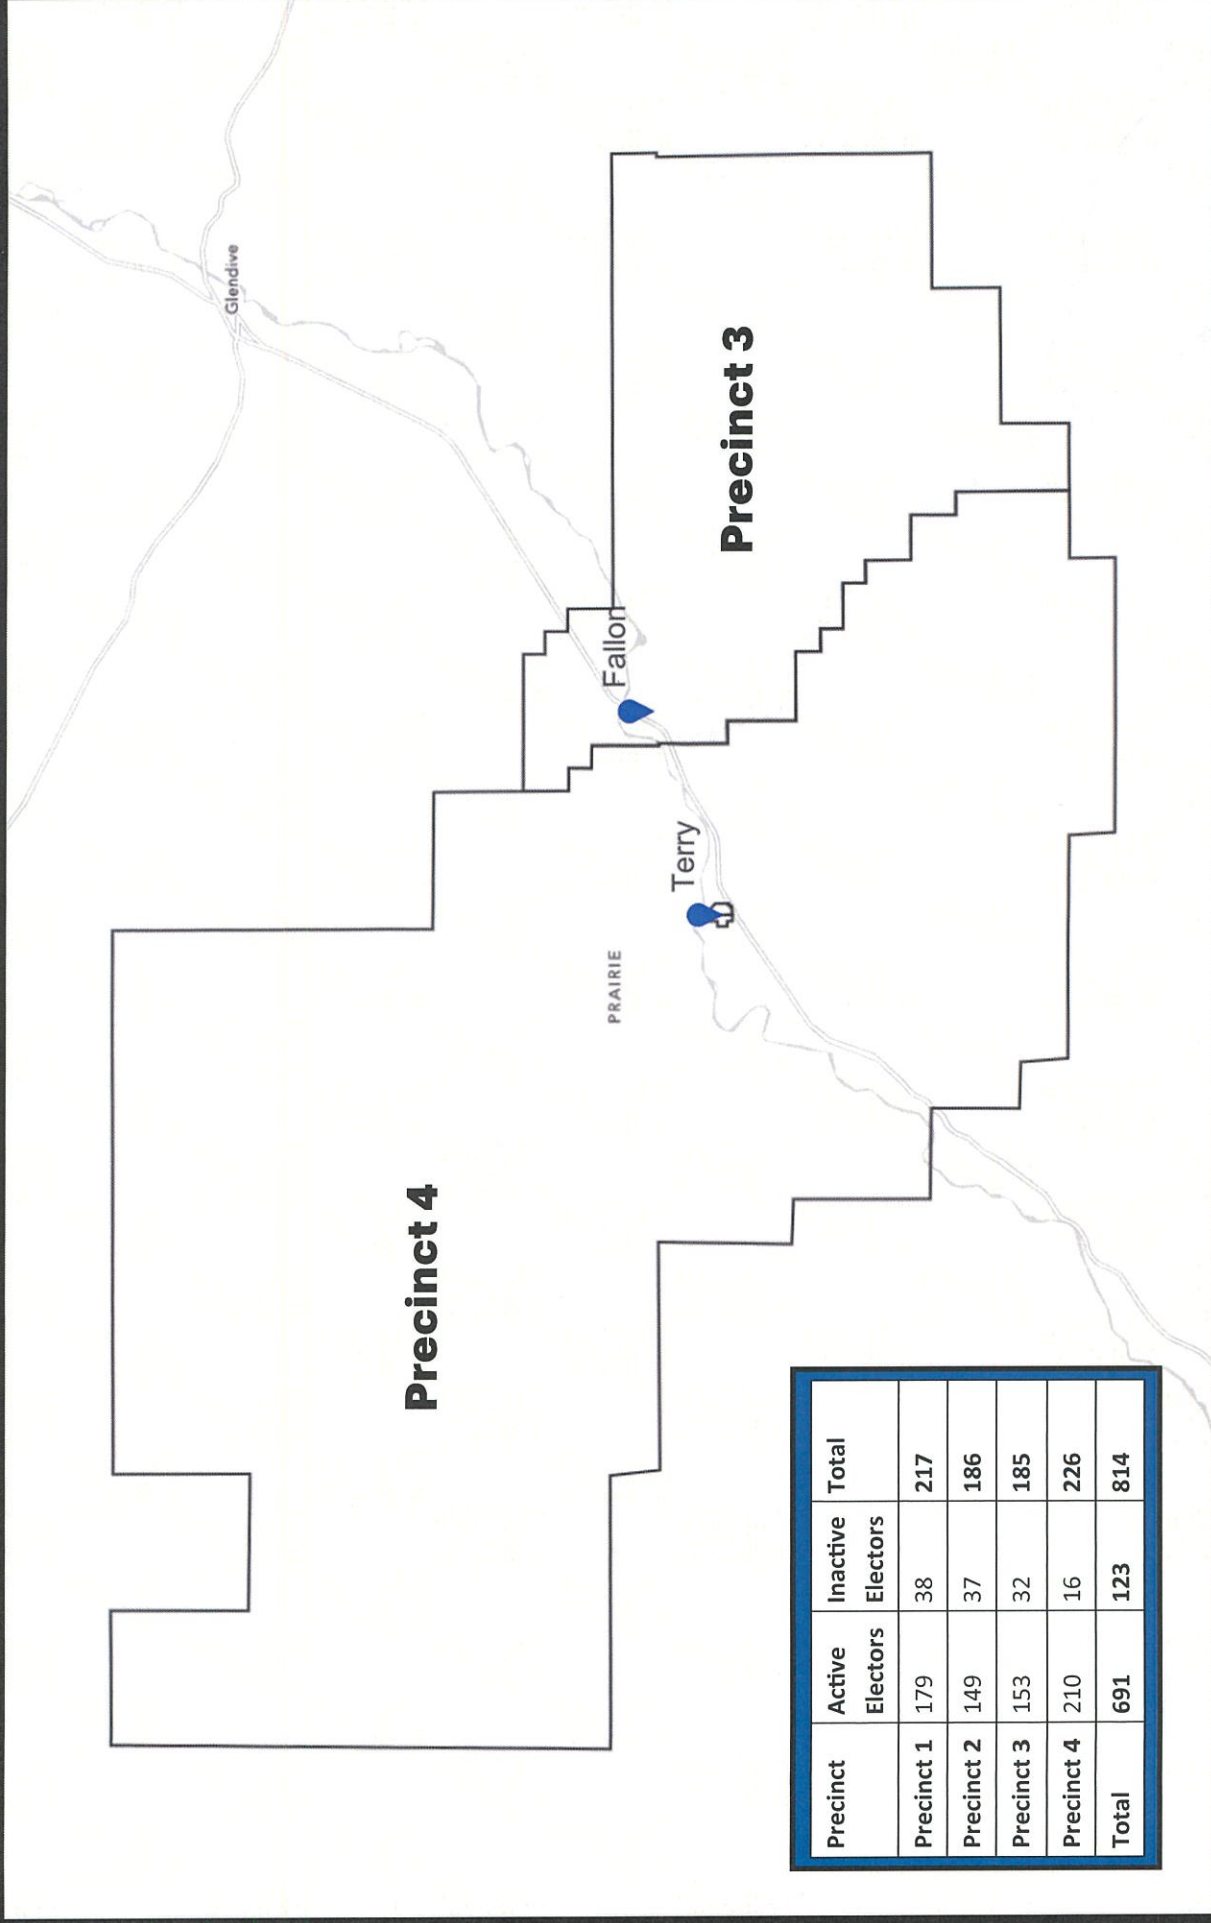 Glendive
Fallon
Precinct 3
Terry
PRAIRIE
Precinct 4
Precinct Active Electors Inactive Electors Total
Precinct 1 179 38 217
Precinct 2 149 37 186
Precinct 3 153 32 185
Precinct 4 210 16 226
Total 691 123 814